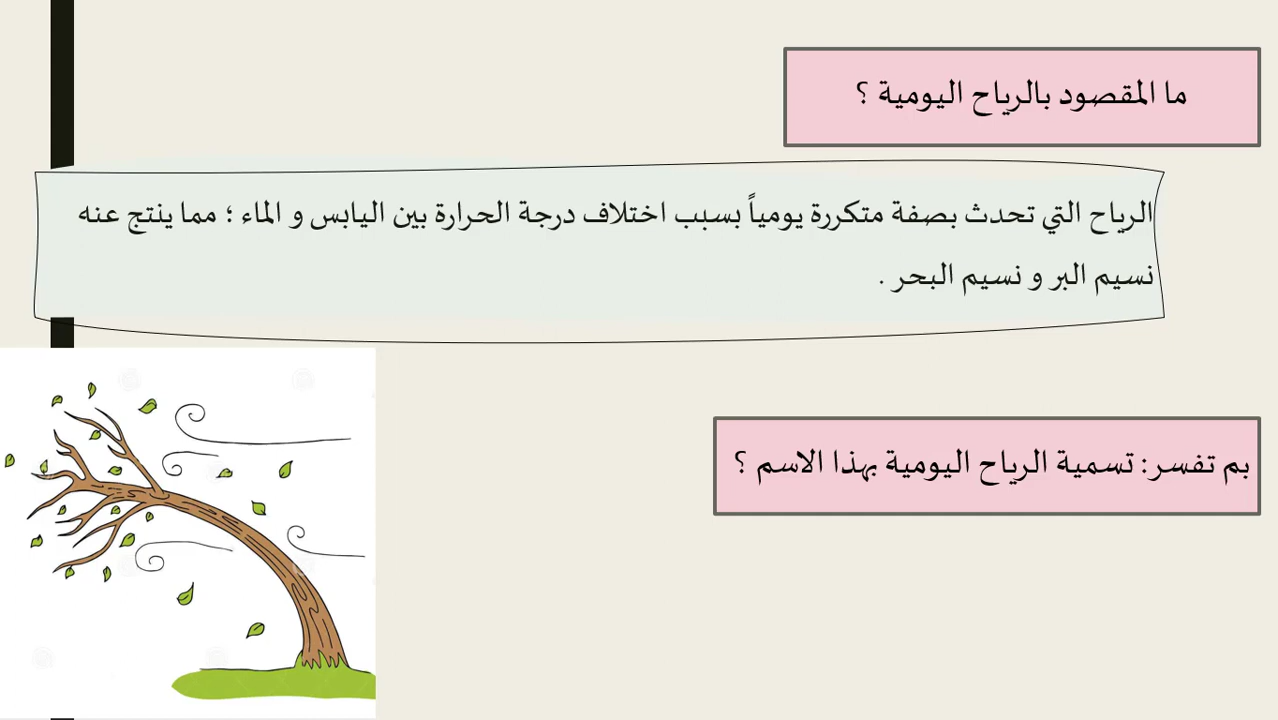 ما المقصود بالرياح اليومية ؟
الرياح التي تحدث بصفة متكررة يومياً بسبب اختلاف درجة الحرارة بين اليابس و الماء ؛ مما ينتج عنه
نسيم البر و نسيم البحر .
بم تفسر: تسمية الرياح اليومية بهذا الاسم ؟